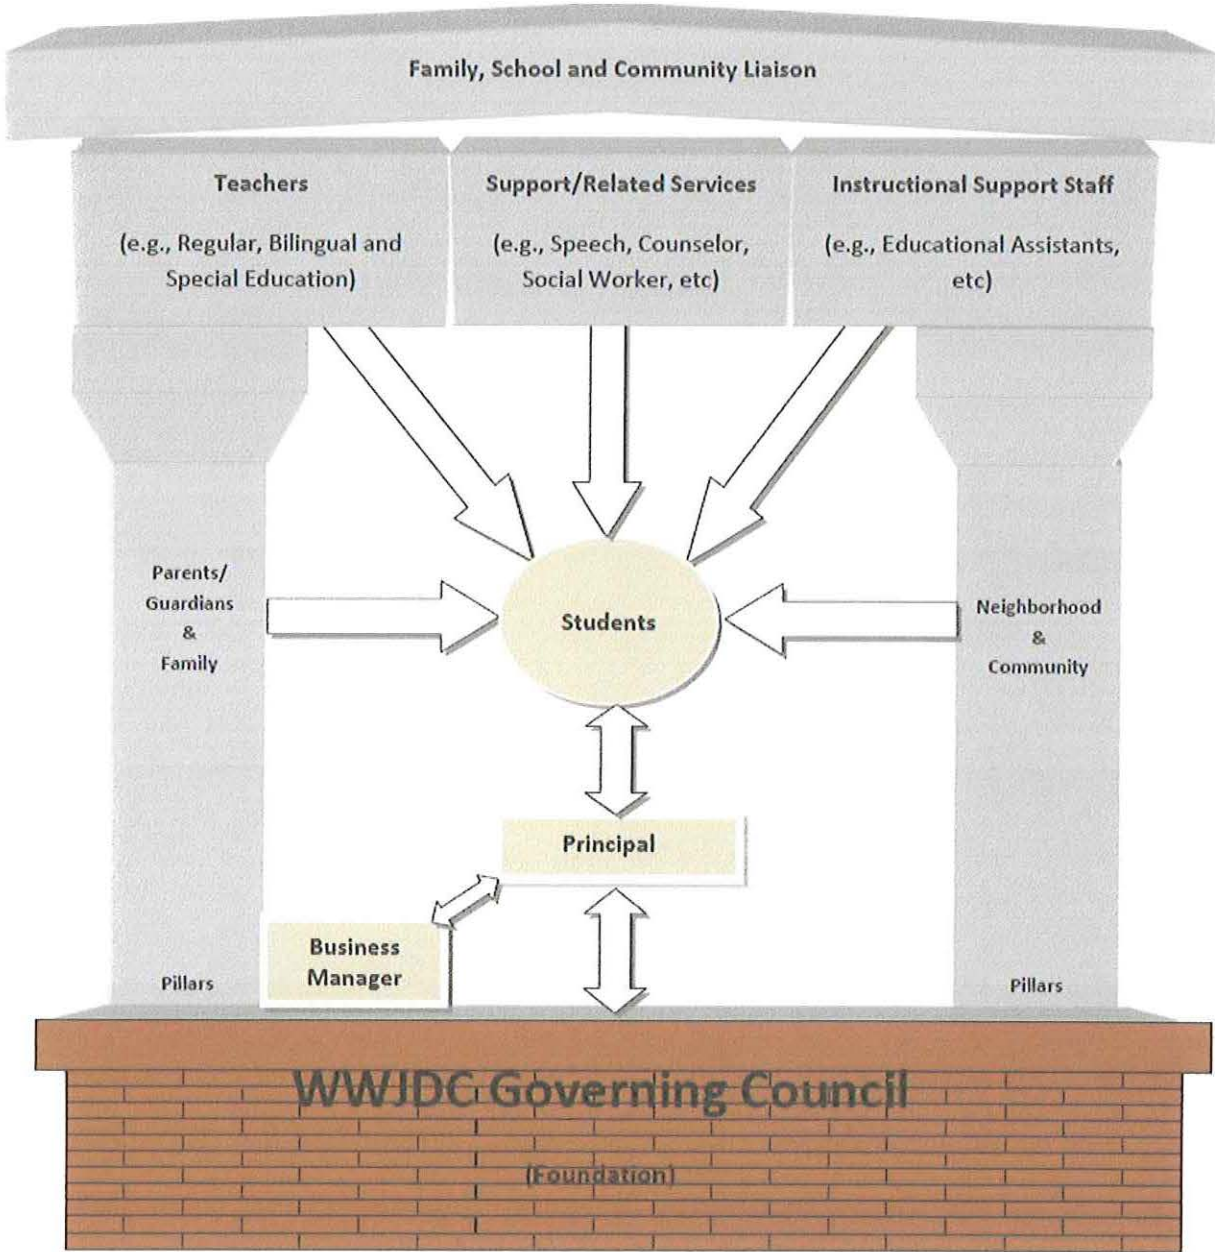 Family, School and Community Liaison
Teachers
(e.g., Regular, Bilingual and
Special Education)
Support/Related Services
(e.g., Speech, Counselor,
Social Worker, etc)
Instructional Support Staff
(e.g., Educational Assistants,
etc)
Parents/
Guardians
&
Family
Students
Neighborhood
&
Community
Principal
Business
Manager
Pillars
Pillars
WWJDC Governing Council
(Foundation)